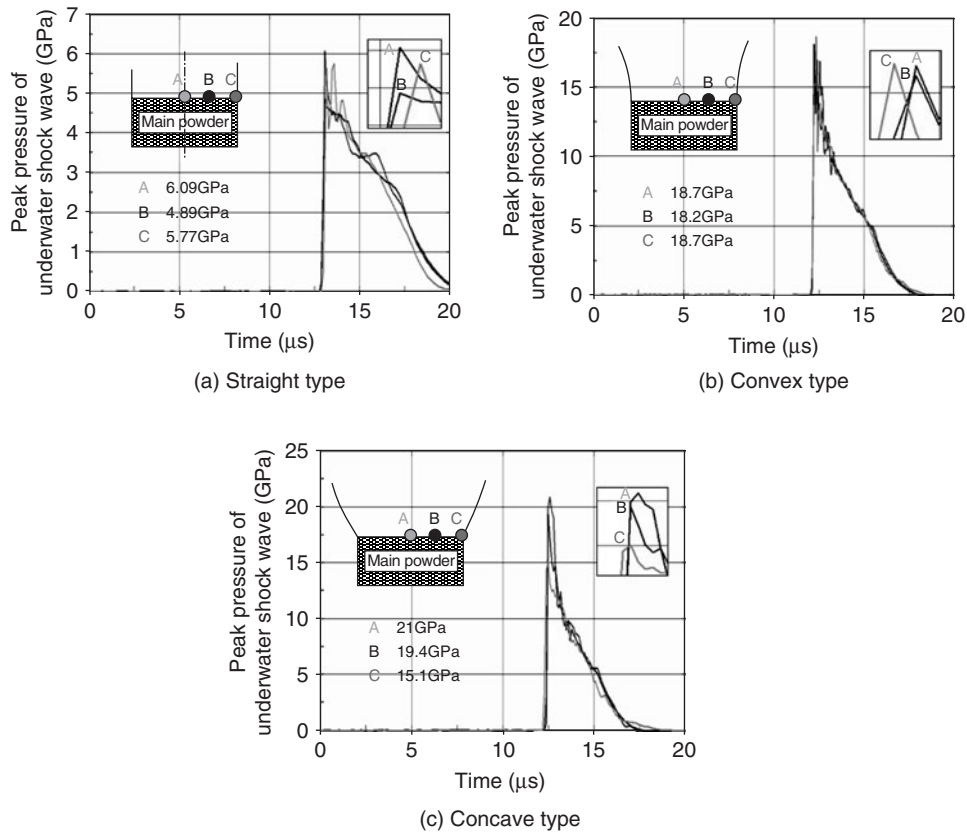 Peak pressure of
underwater shock wave (GPa)
7
6
5
4
3
2
1
0
0 5 10 15 20
Time (μs)
A B C
Main powder
A 6.09GPa
B 4.89GPa
C 5.77GPa
A C
B
(a) Straight type
Peak pressure of
underwater shock wave (GPa)
20
15
10
5
0
0 5 10 15 20
Time (μs)
A B C
Main powder
A 18.7GPa
B 18.2GPa
C 18.7GPa
C A
B
(b) Convex type
Peak pressure of
underwater shock wave (GPa)
25
20
15
10
5
0
0 5 10 15 20
Time (μs)
A B C
Main powder
A 21GPa
B 19.4GPa
C 15.1GPa
A
B
C
(c) Concave type